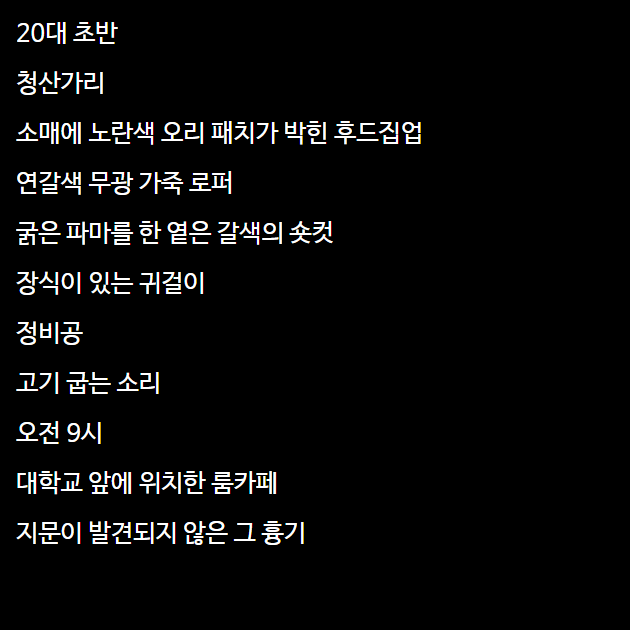 20대 초반
청산가리
소매에 노란색 오리 패치가 박힌 후드집업
연갈색 무광 가죽 로퍼
굵은 파마를 한 옅은 갈색의 숏컷
장식이 있는 귀걸이
정비공
고기 굽는 소리
오전 9시
대학교 앞에 위치한 룸카페
지문이 발견되지 않은 그 흉기